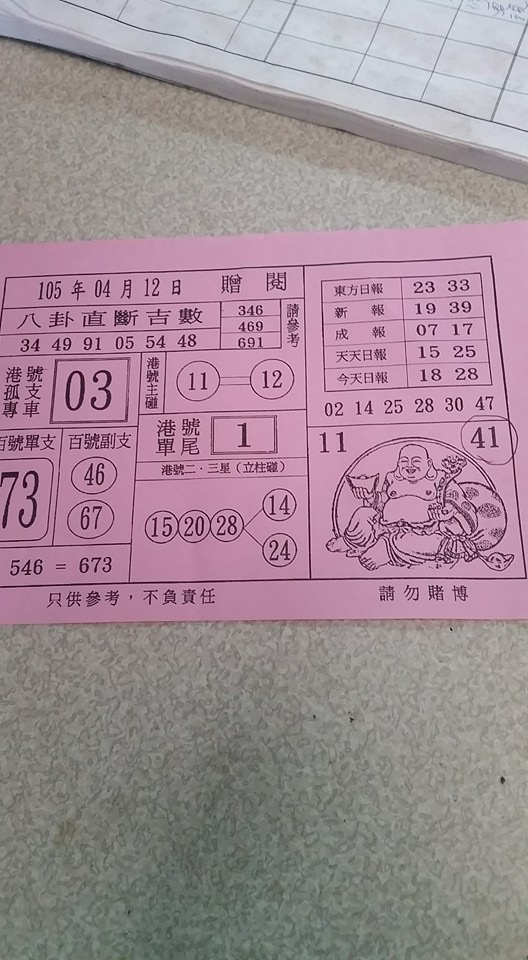 105 年 04 月 12 日 贈 閱
八卦直斷吉數
34 49 91 05 54 48
346
469
691
請參考
港號
孤支
專車
03
港號主碰
11 12
港號
單尾
1
百號單支
73
百號副支
46
67
546 = 673
港號二·三星(立柱碰)
15 20 28
14
24
東方日報 23 33
新報 19 39
成報 07 17
天天日報 15 25
今天日報 18 28
02 14 25 28 30 47
11
41
只供參考,不負責任
請勿賭博